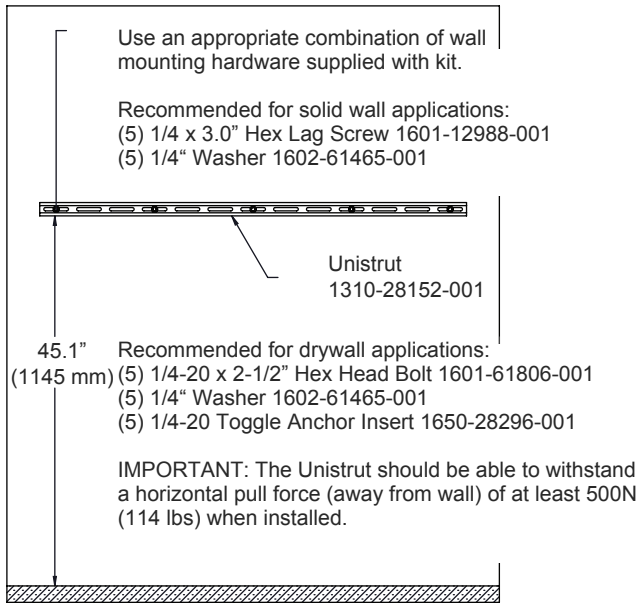 Use an appropriate combination of wall
mounting hardware supplied with kit.
Recommended for solid wall applications:
(5) 1/4 x 3.0” Hex Lag Screw 1601-12988-001
(5) 1/4“ Washer 1602-61465-001
Unistrut
1310-28152-001
45.1”
(1145 mm)
Recommended for drywall applications:
(5) 1/4-20 x 2-1/2” Hex Head Bolt 1601-61806-001
(5) 1/4“ Washer 1602-61465-001
(5) 1/4-20 Toggle Anchor Insert 1650-28296-001
IMPORTANT: The Unistrut should be able to withstand
a horizontal pull force (away from wall) of at least 500N
(114 lbs) when installed.